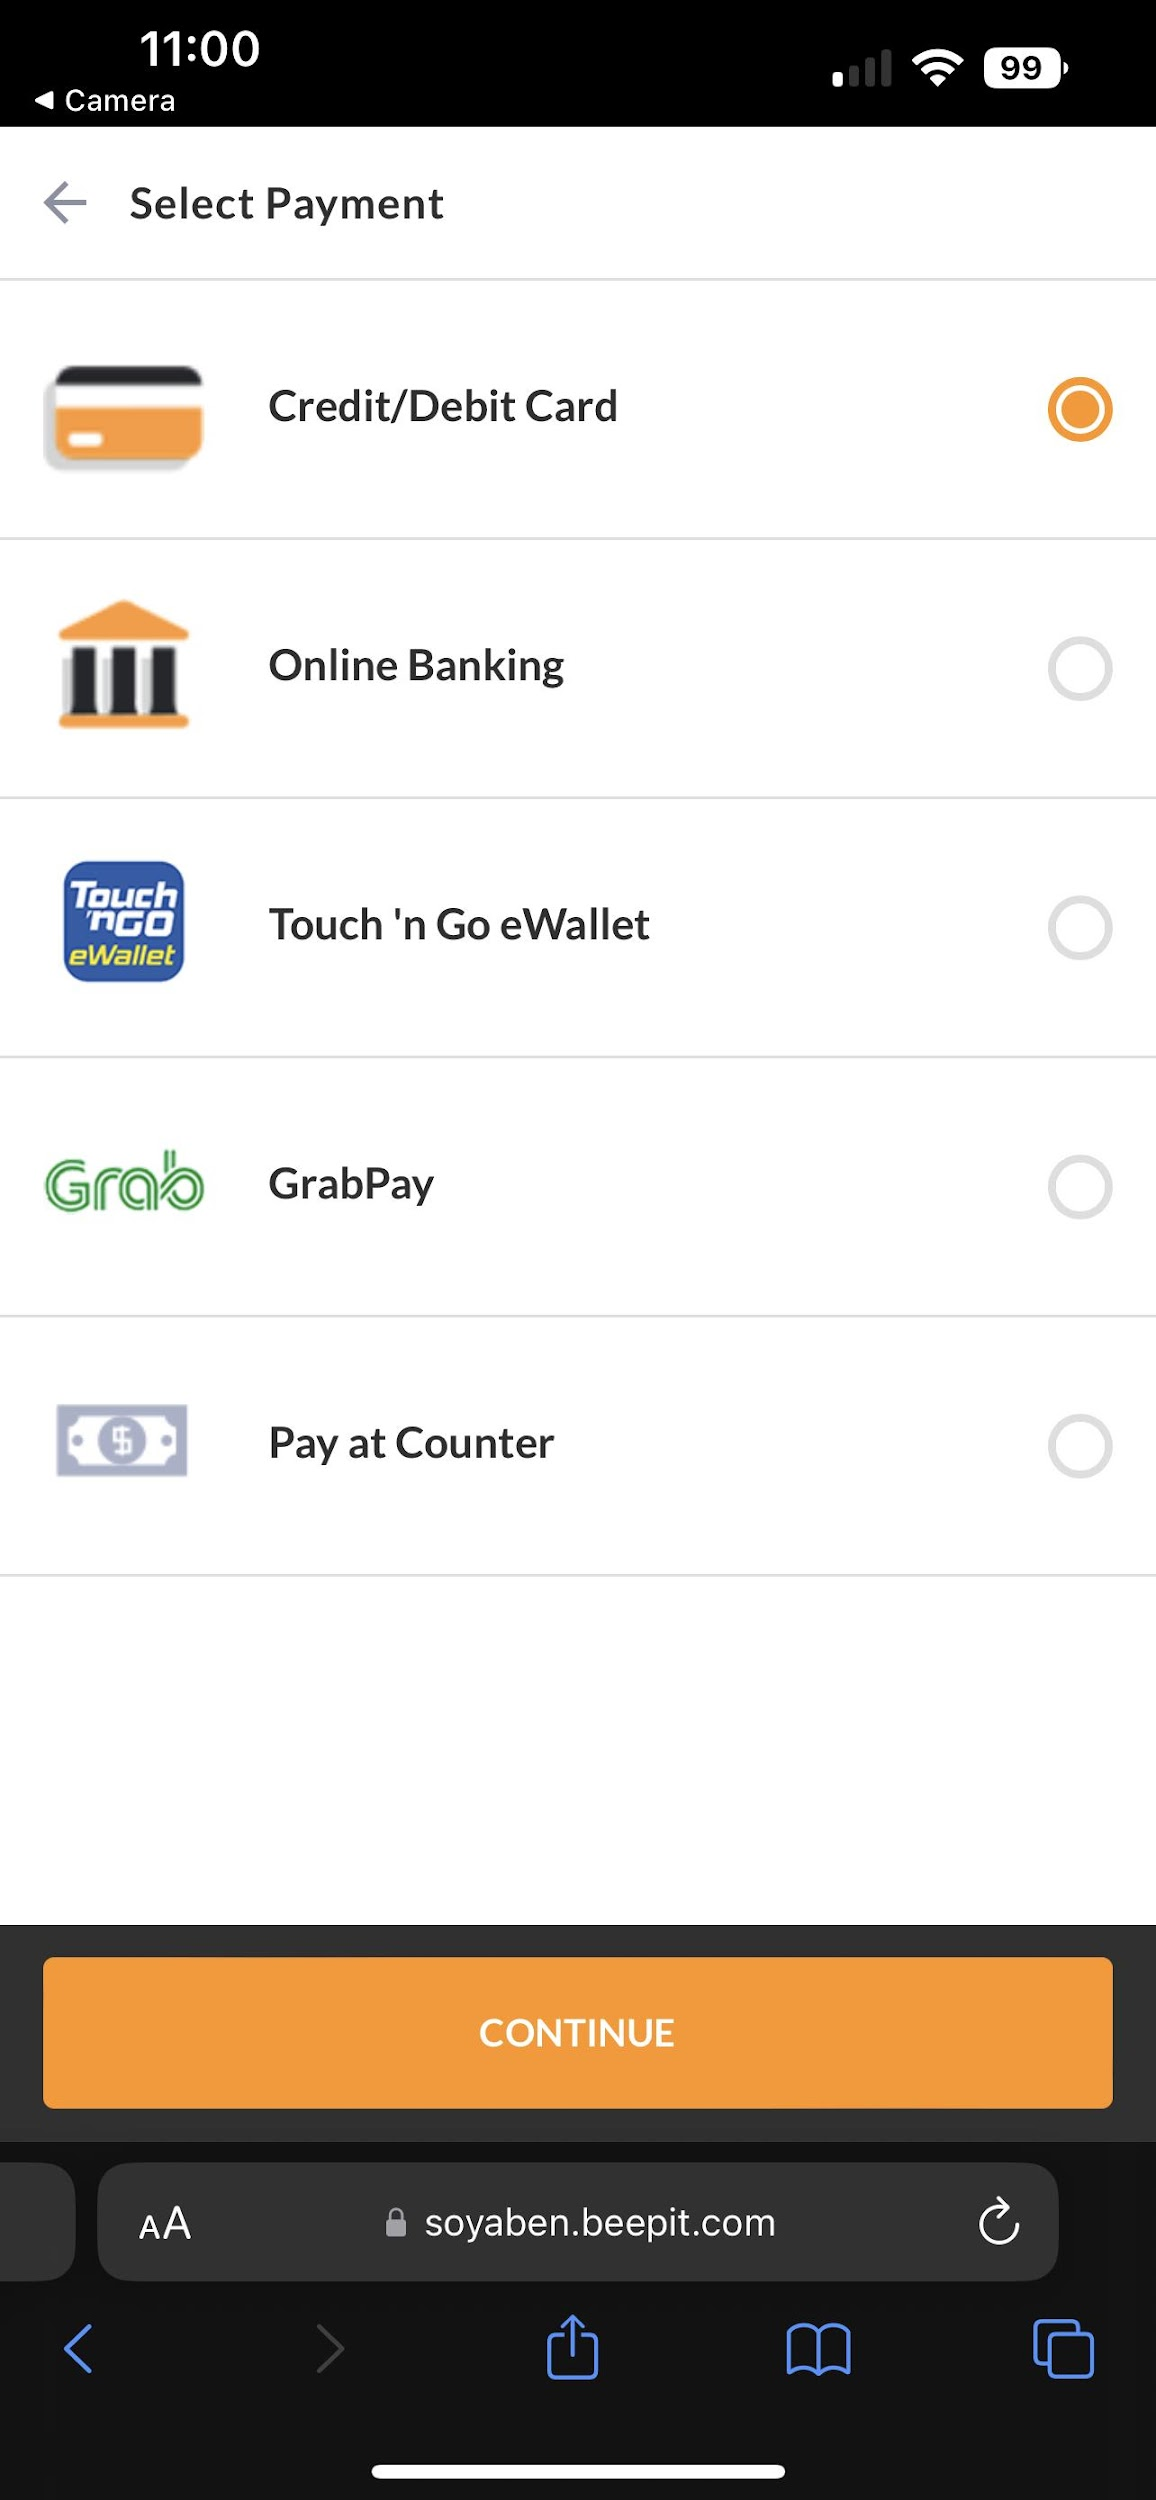 11:00
99
Camera
Select Payment
Credit/Debit Card
Online Banking
Touch
'nGO
eWallet
Touch 'n Go eWallet
Grab
GrabPay
$
Pay at Counter
CONTINUE
AA
soyaben.beepit.com